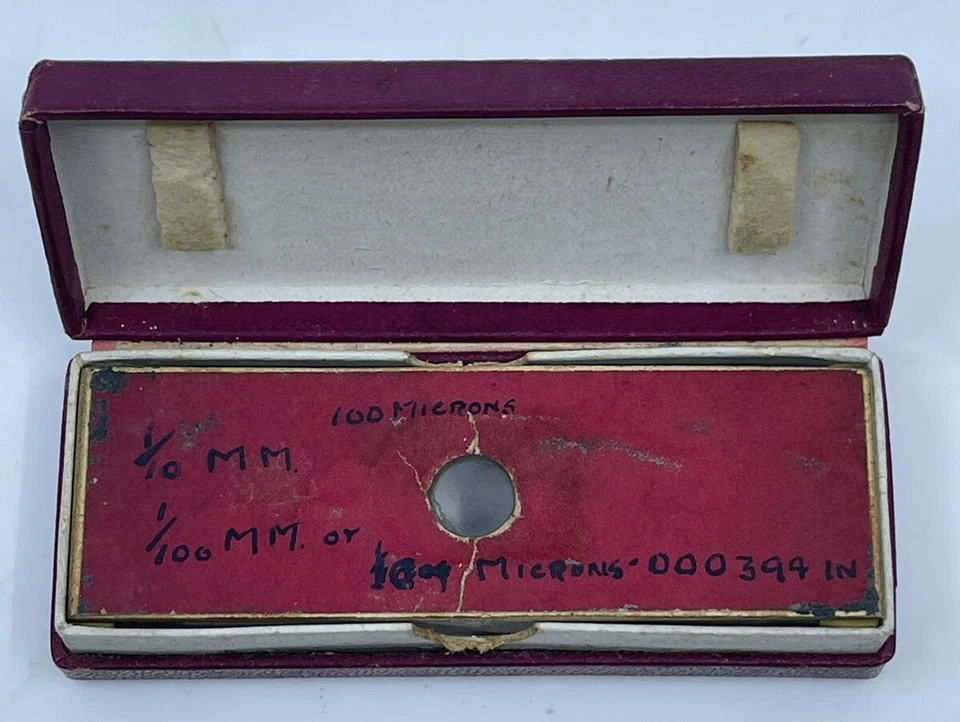 100 MICRONS
1/10 MM.
1/100 MM. or
MICRONS-000394 IN